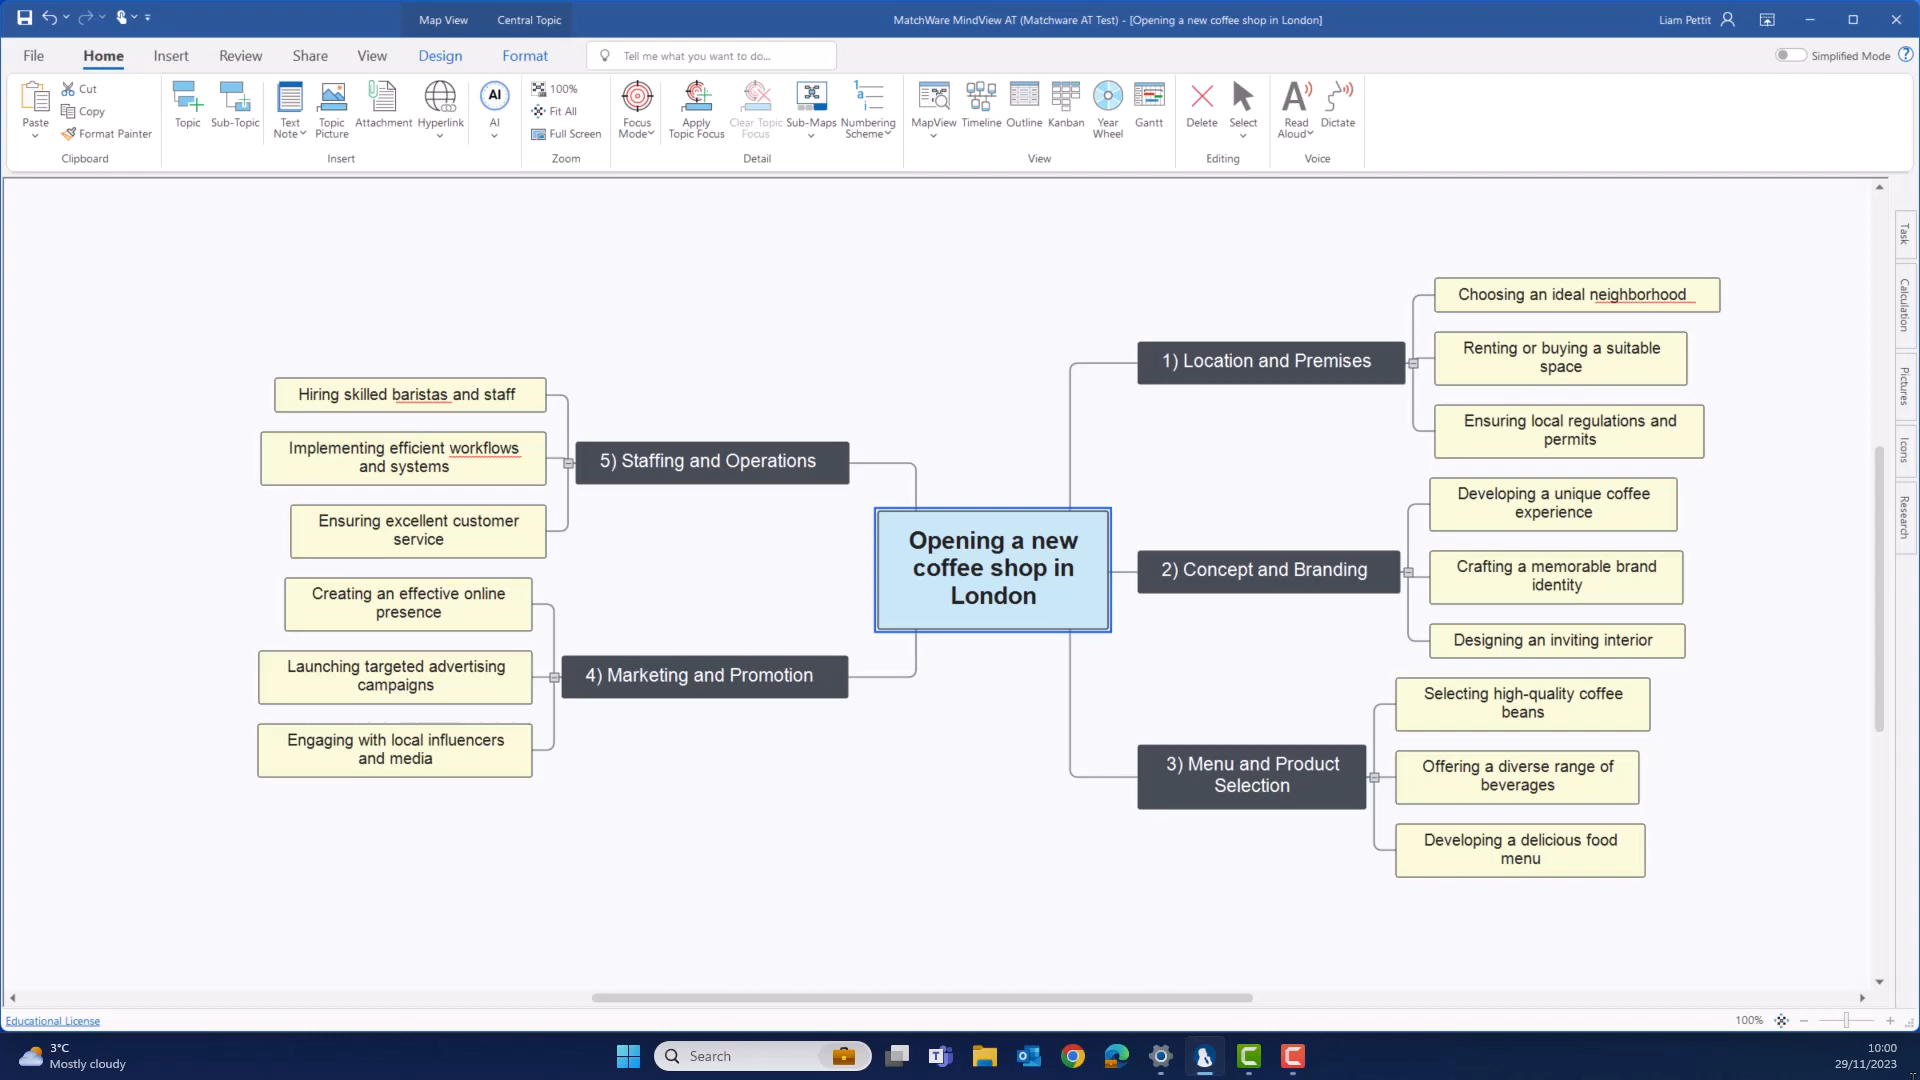 Map View
Central Topic
MatchWare MindView AT (Matchware AT Test) - [Opening a new coffee shop in London]
Liam Pettit
File
Home
Insert
Review
Share
View
Design
Format
Tell me what you want to do...
Simplified Mode
?
Paste
Cut
Copy
Format Painter
Clipboard
Topic
Sub-Topic
Text
Note
Topic
Picture
Attachment
Hyperlink
Insert
AI
AI
100%
Fit All
Full Screen
Zoom
Focus
Mode
Apply
Topic Focus
Clear Topic
Focus
Sub-Maps
Numbering
Scheme
Detail
MapView
Timeline
Outline
Kanban
Year
Wheel
Gantt
View
Delete
Select
Editing
Read
Aloud
Dictate
Voice
Task
Calculation
Pictures
Icons
Research
Opening a new
coffee shop in
London
1) Location and Premises
Choosing an ideal neighborhood
Renting or buying a suitable
space
Ensuring local regulations and
permits
2) Concept and Branding
Developing a unique coffee
experience
Crafting a memorable brand
identity
Designing an inviting interior
3) Menu and Product
Selection
Selecting high-quality coffee
beans
Offering a diverse range of
beverages
Developing a delicious food
menu
4) Marketing and Promotion
Creating an effective online
presence
Launching targeted advertising
campaigns
Engaging with local influencers
and media
5) Staffing and Operations
Hiring skilled baristas and staff
Implementing efficient workflows
and systems
Ensuring excellent customer
service
Educational License
100%
3°C
Mostly cloudy
Search
10:00
29/11/2023